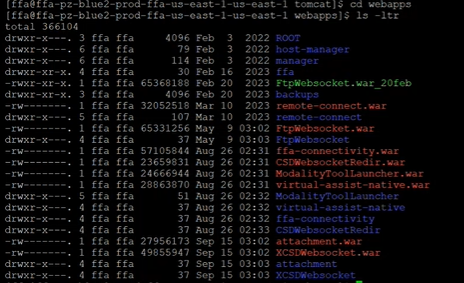 [ffa@ffa-pz-blue2-prod-ffa-us-east-1-us-east-1 tomcat]$ cd webapps
[ffa@ffa-pz-blue2-prod-ffa-us-east-1-us-east-1 webapps]$ ls -ltr
total 366104
drwxr-x---. 3 ffa ffa 4096 Feb 3 2022 ROOT
drwxr-x---. 6 ffa ffa 79 Feb 3 2022 host-manager
drwxr-x---. 6 ffa ffa 114 Feb 3 2022 manager
drwxr-xr-x. 4 ffa ffa 30 Feb 16 2023 ffa
-rwxr-xr-x. 1 ffa ffa 65368188 Feb 20 2023 FtpWebsocket.war_20feb
drwxr-xr-x. 3 ffa ffa 4096 Feb 20 2023 backups
-rw-------. 1 ffa ffa 32052518 Mar 10 2023 remote-connect.war
drwxr-x---. 5 ffa ffa 107 Mar 10 2023 remote-connect
-rw-------. 1 ffa ffa 65331256 May 9 03:02 FtpWebsocket.war
drwxr-x---. 4 ffa ffa 37 May 9 03:03 FtpWebsocket
-rw-------. 1 ffa ffa 57105844 Aug 26 02:31 ffa-connectivity.war
-rw-------. 1 ffa ffa 23659831 Aug 26 02:31 CSDWebsocketRedir.war
-rw-------. 1 ffa ffa 24666944 Aug 26 02:31 ModalityToolLauncher.war
-rw-------. 1 ffa ffa 28863870 Aug 26 02:31 virtual-assist-native.war
drwxr-x---. 5 ffa ffa 51 Aug 26 02:32 ModalityToolLauncher
drwxr-x---. 4 ffa ffa 37 Aug 26 02:32 virtual-assist-native
drwxr-x---. 4 ffa ffa 37 Aug 26 02:32 ffa-connectivity
drwxr-x---. 4 ffa ffa 37 Aug 26 02:33 CSDWebsocketRedir
-rw-------. 1 ffa ffa 27956173 Sep 15 03:02 attachment.war
-rw-------. 1 ffa ffa 49855947 Sep 15 03:02 XCSDWebsocket.war
drwxr-x---. 4 ffa ffa 37 Sep 15 03:03 attachment
drwxr-x---. 4 ffa ffa 37 Sep 15 03:03 XCSDWebsocket